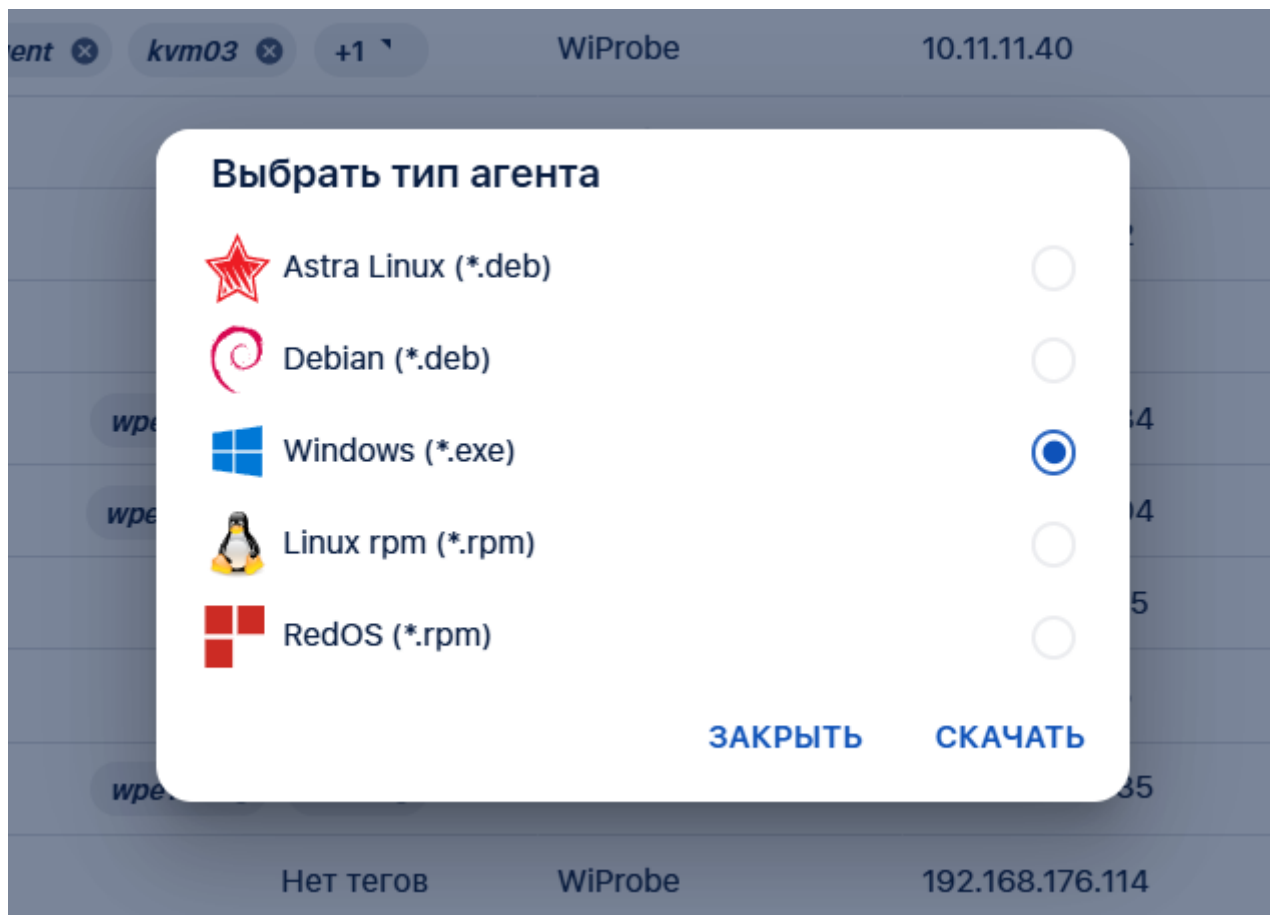 kvm03 +1 WiProbe 10.11.11.40
Выбрать тип агента
Astra Linux (*.deb)
Debian (*.deb)
Windows (*.exe)
Linux rpm (*.rpm)
RedOS (*.rpm)
ЗАКРЫТЬ СКАЧАТЬ
Нет тегов WiProbe 192.168.176.114